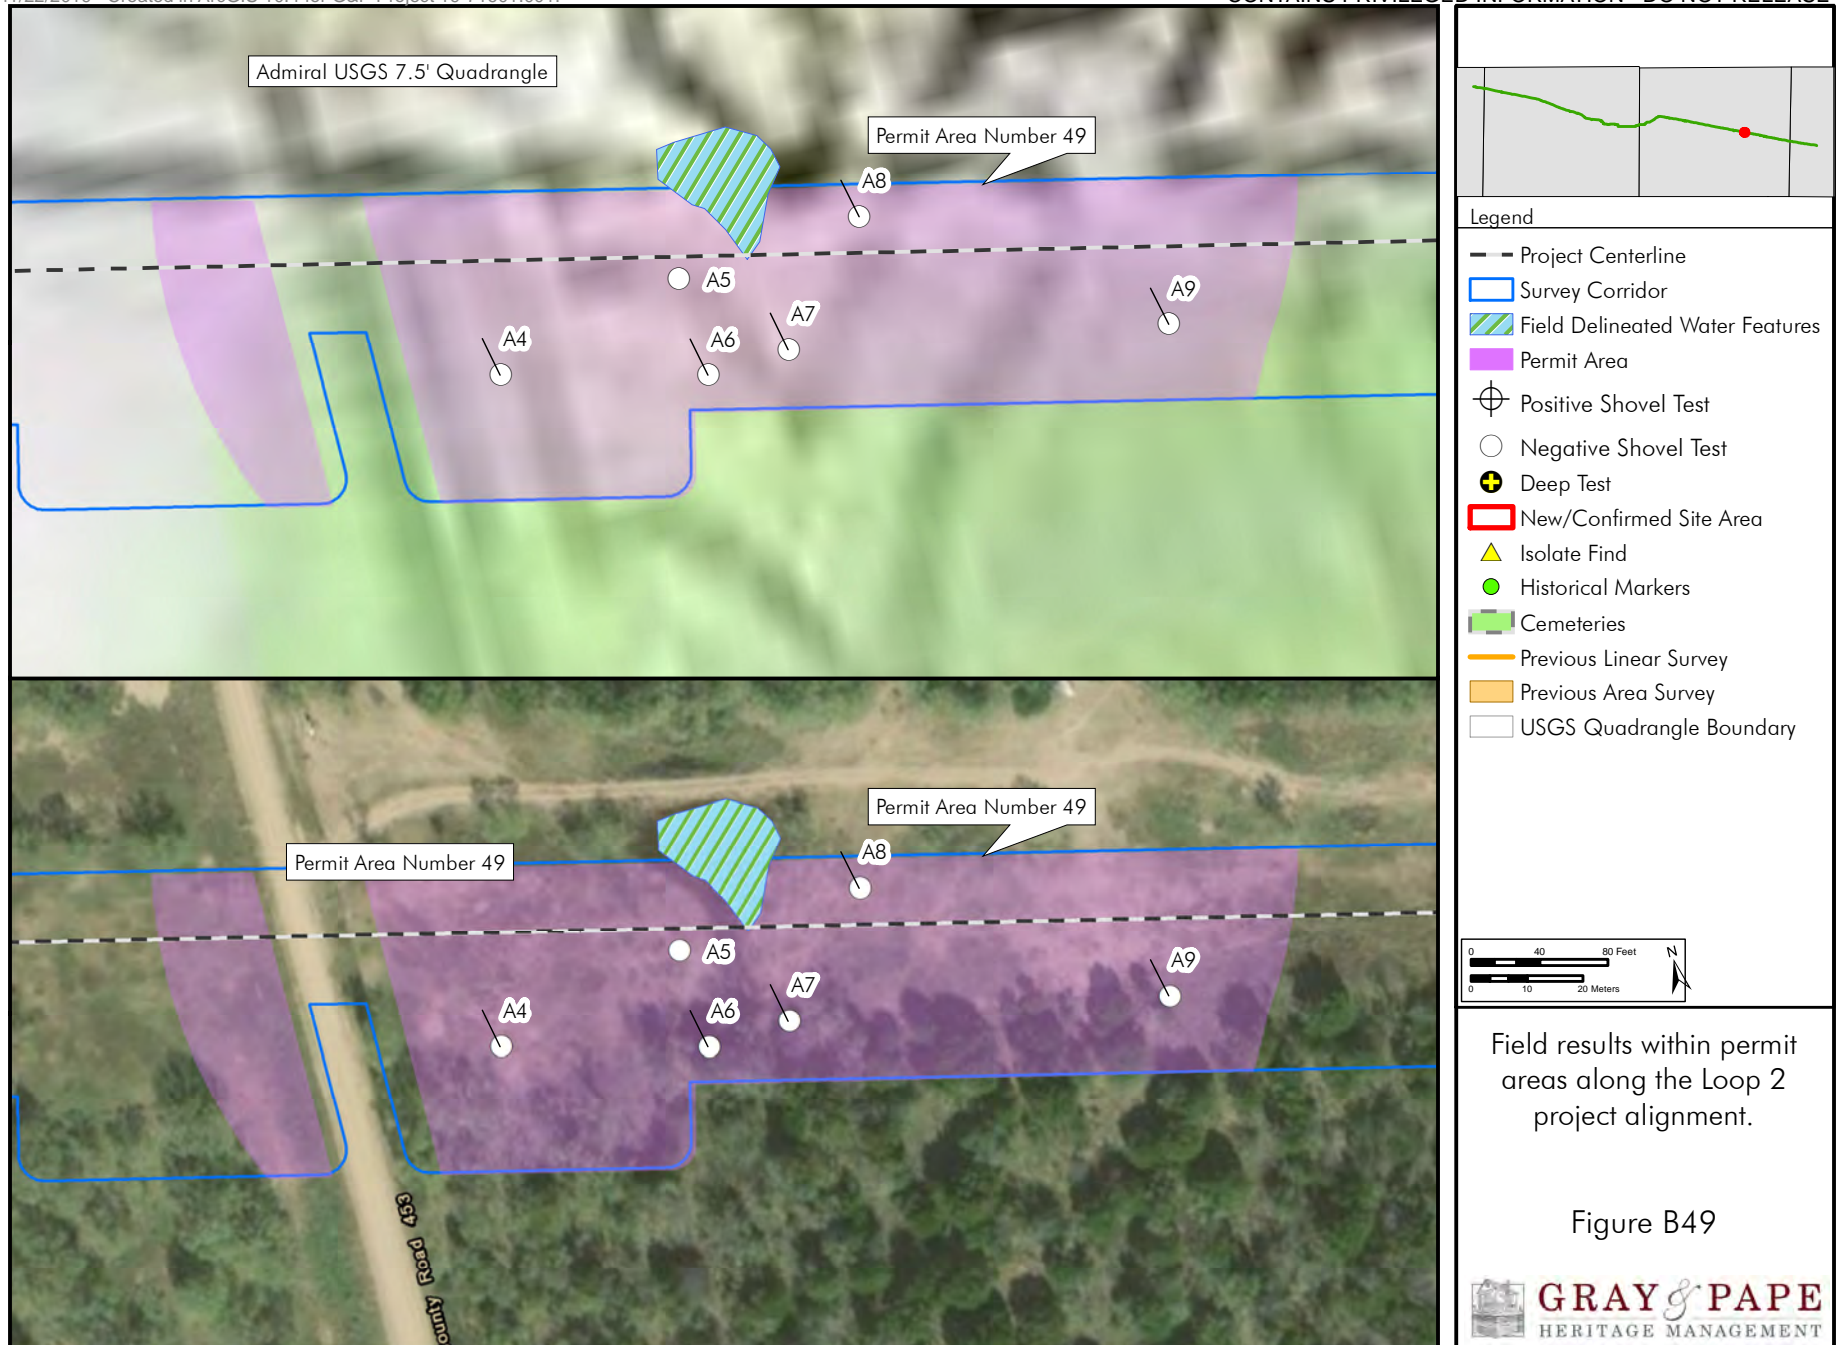 Admiral USGS 7.5' Quadrangle
Permit Area Number 49
A8
A5
A9
A7
A4
A6
Permit Area Number 49
Permit Area Number 49
A8
A5
A9
A7
A4
A6
County Road 453
Legend
Project Centerline
Survey Corridor
Field Delineated Water Features
Permit Area
Positive Shovel Test
Negative Shovel Test
Deep Test
New/Confirmed Site Area
Isolate Find
Historical Markers
Cemeteries
Previous Linear Survey
Previous Area Survey
USGS Quadrangle Boundary
0 40 80 Feet
0 10 20 Meters
N
Field results within permit
areas along the Loop 2
project alignment.
Figure B49
GRAY & PAPE
HERITAGE MANAGEMENT